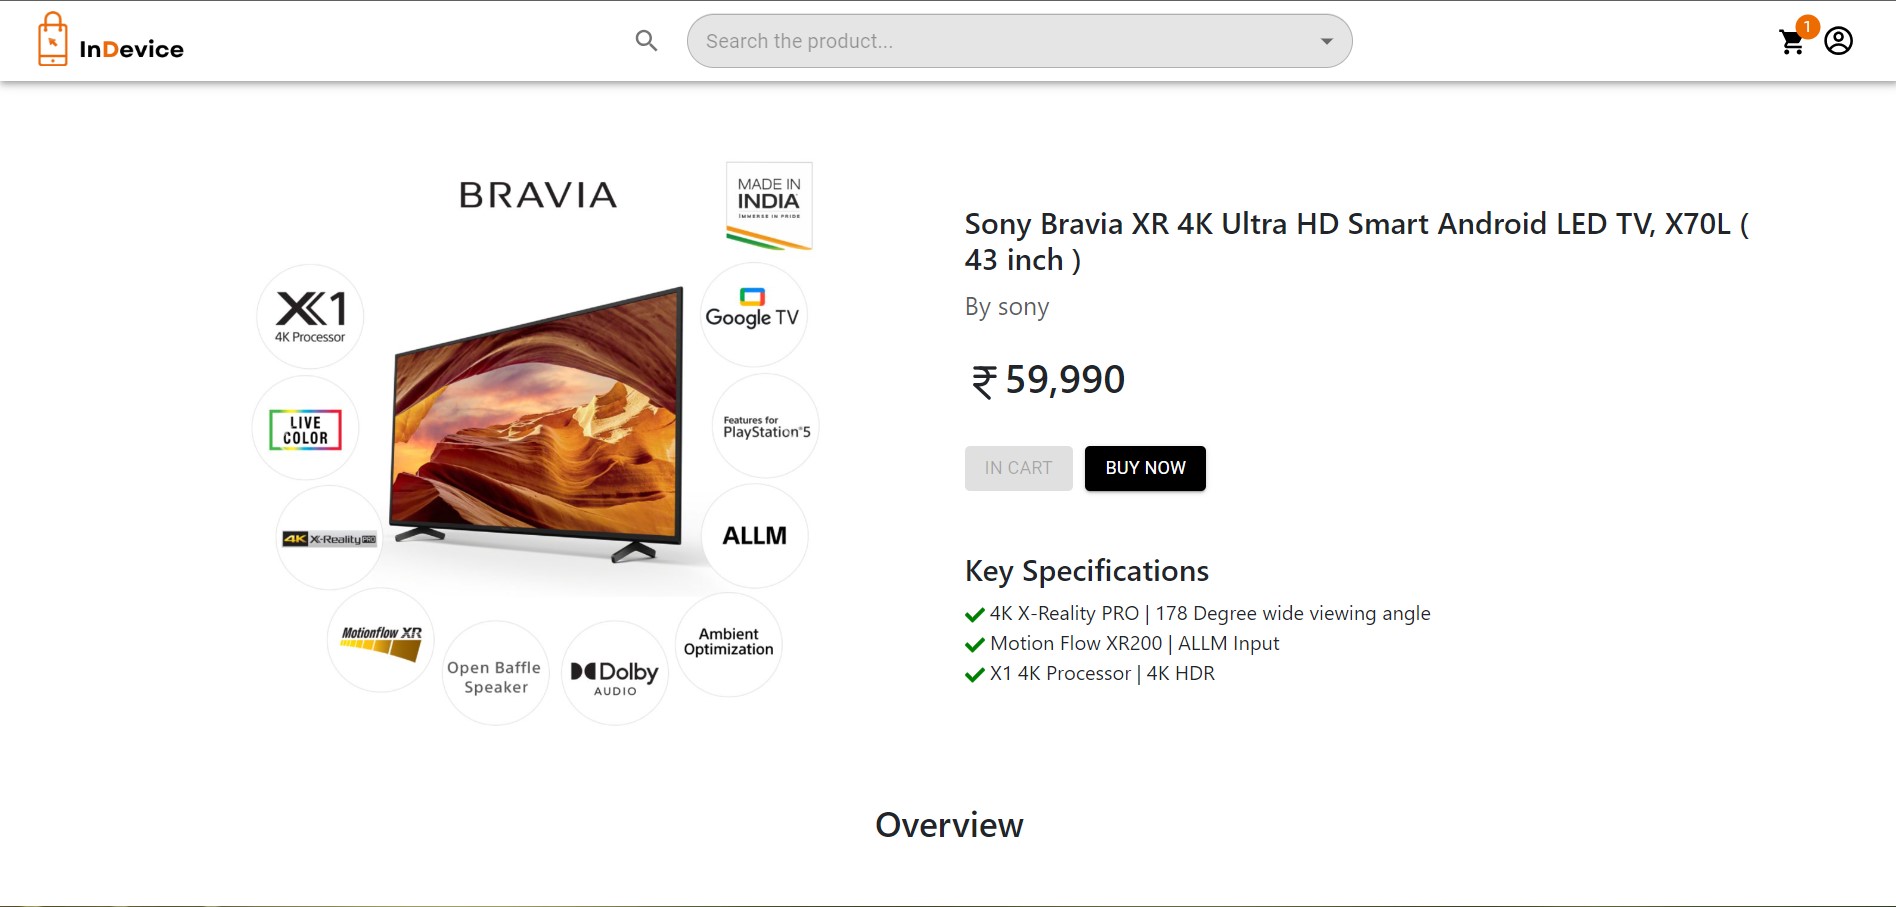 InDevice
Search the product...
1
BRAVIA
MADE IN
INDIA
IMMERSE IN PRIDE
X1
4K Processor
Google TV
LIVE
COLOR
Features for
PlayStation®5
4K X-Reality PRO
ALLM
Motionflow XR
Open Baffle
Speaker
Dolby
AUDIO
Ambient
Optimization
Sony Bravia XR 4K Ultra HD Smart Android LED TV, X70L (
43 inch )
By sony
₹ 59,990
IN CART
BUY NOW
Key Specifications
4K X-Reality PRO | 178 Degree wide viewing angle
Motion Flow XR200 | ALLM Input
X1 4K Processor | 4K HDR
Overview